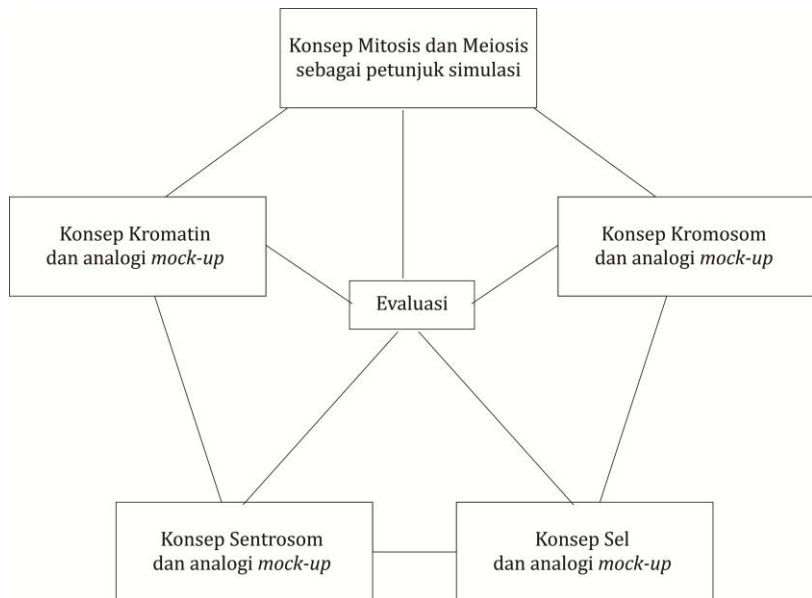 Konsep Mitosis dan Meiosis
sebagai petunjuk simulasi
Konsep Kromatin
dan analogi mock-up
Konsep Kromosom
dan analogi mock-up
Evaluasi
Konsep Sentrosom
dan analogi mock-up
Konsep Sel
dan analogi mock-up